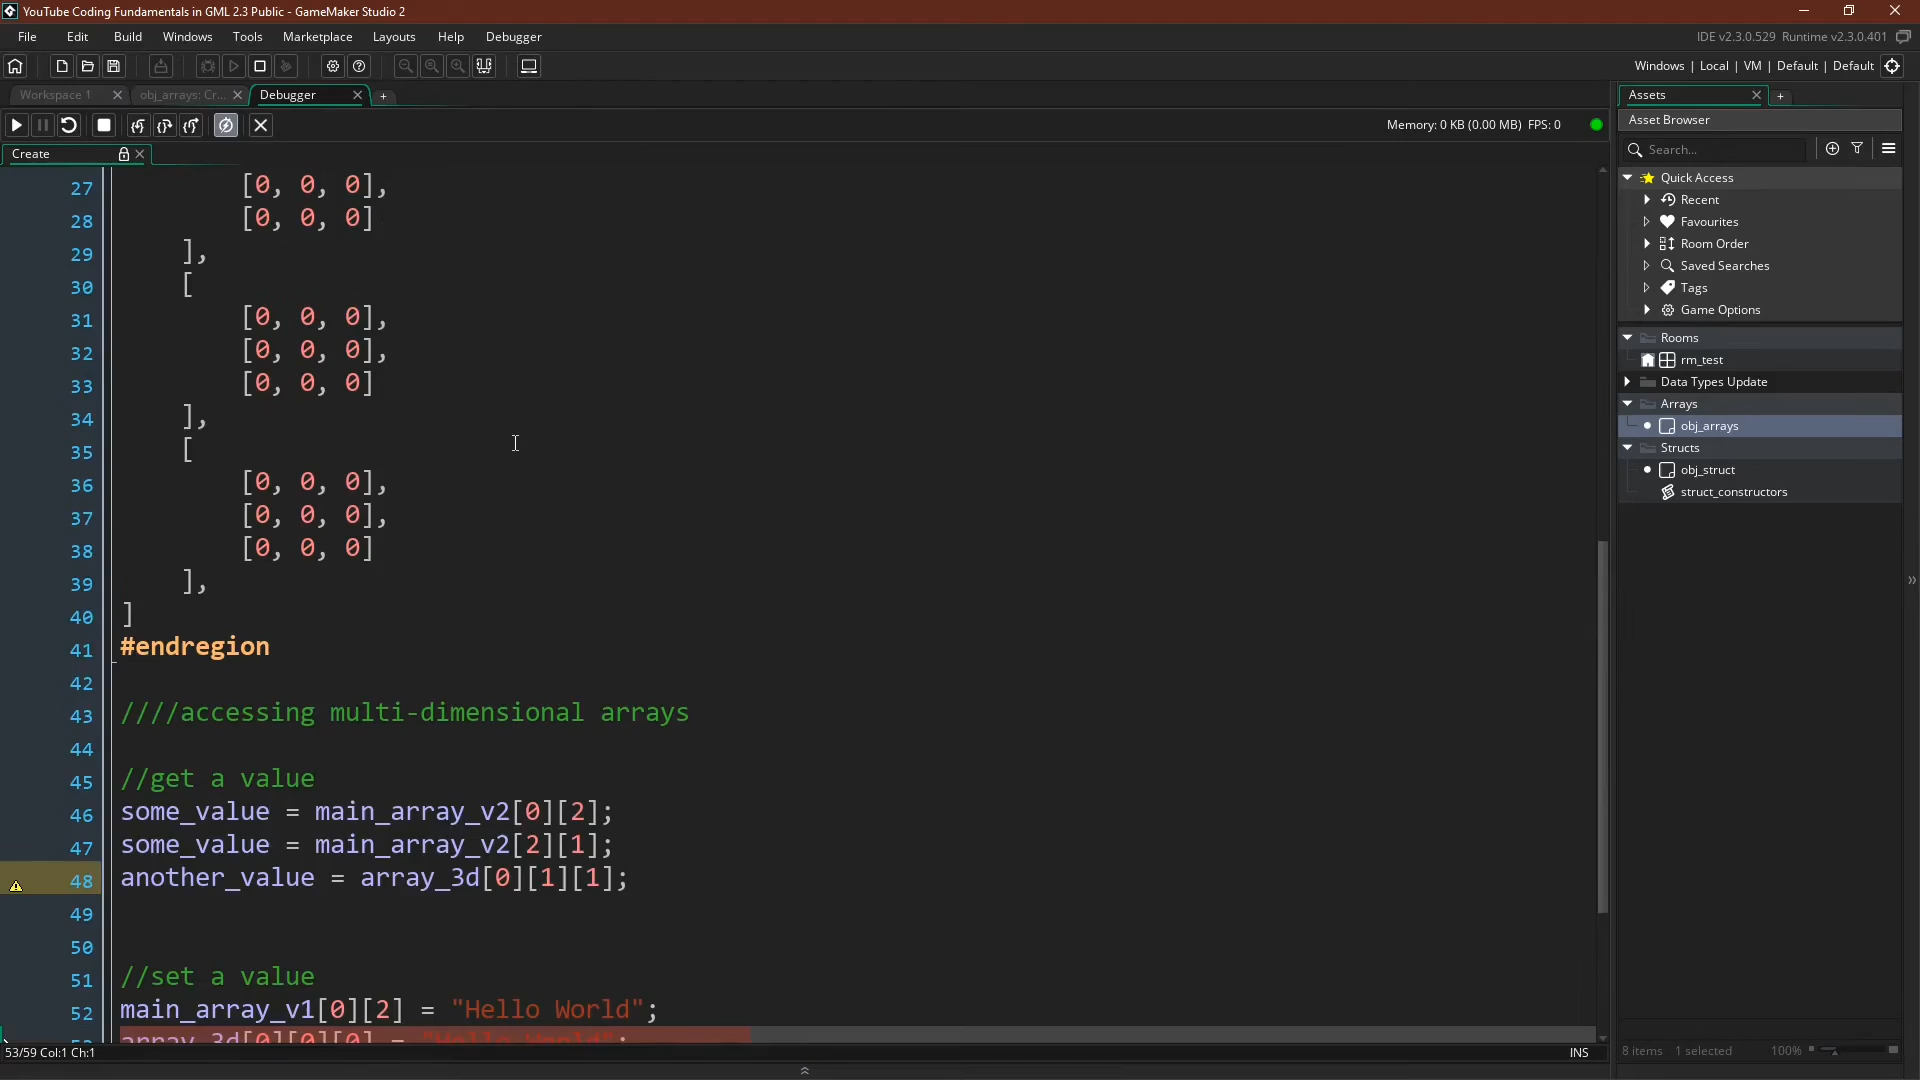 YouTube Coding Fundamentals in GML 2.3 Public - GameMaker Studio 2
File Edit Build Windows Tools Marketplace Layouts Help Debugger
IDE v2.3.0.529 Runtime v2.3.0.401
Windows | Local | VM | Default | Default
Workspace 1 obj_arrays: Cr... Debugger
Memory: 0 KB (0.00 MB) FPS: 0
Create
27 [0, 0, 0],
28 [0, 0, 0]
29 ],
30 [
31 [0, 0, 0],
32 [0, 0, 0],
33 [0, 0, 0]
34 ],
35 [
36 [0, 0, 0],
37 [0, 0, 0],
38 [0, 0, 0]
39 ],
40 ]
41 #endregion
42
43 ////accessing multi-dimensional arrays
44
45 //get a value
46 some_value = main_array_v2[0][2];
47 some_value = main_array_v2[2][1];
48 another_value = array_3d[0][1][1];
49
50
51 //set a value
52 main_array_v1[0][2] = "Hello World";
53 array_3d[0][0][0] = "Hello World";
53/59 Col:1 Ch:1
INS
Assets
Asset Browser
Search...
Quick Access
Recent
Favourites
Room Order
Saved Searches
Tags
Game Options
Rooms
rm_test
Data Types Update
Arrays
obj_arrays
Structs
obj_struct
struct_constructors
8 items 1 selected 100%